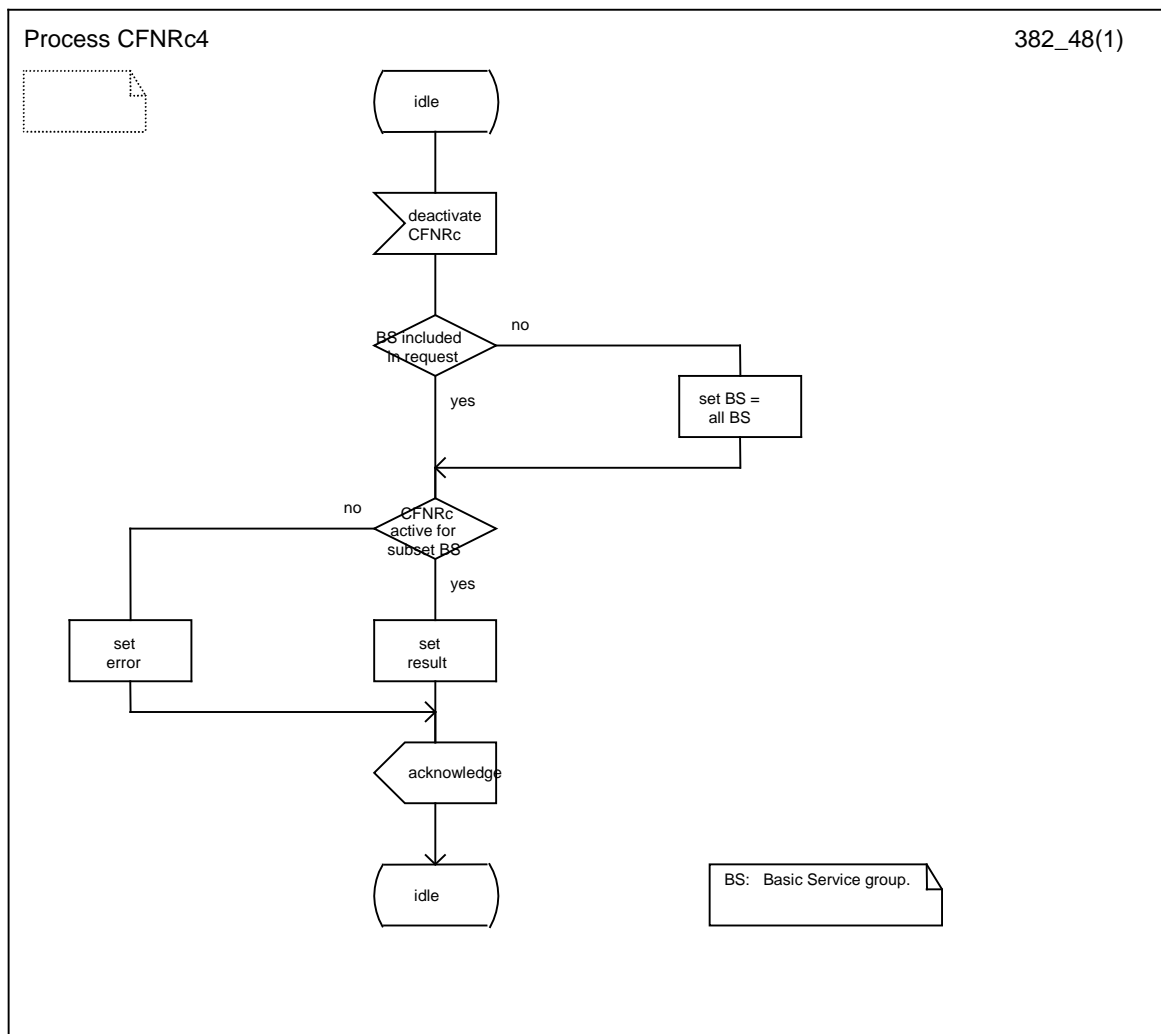 Process CFNRc4
382_48(1)
idle
deactivate
CFNRc
BS included
in request
no
yes
set BS =
all BS
CFNRc
active for
subset BS
no
yes
set
error
set
result
acknowledge
idle
BS: Basic Service group.